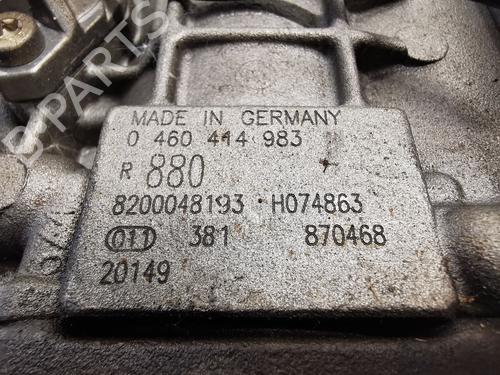 MADE IN GERMANY
0 460 414 983
R 880
8200048193 H074863
011 381 870468
20149
B-PARTS